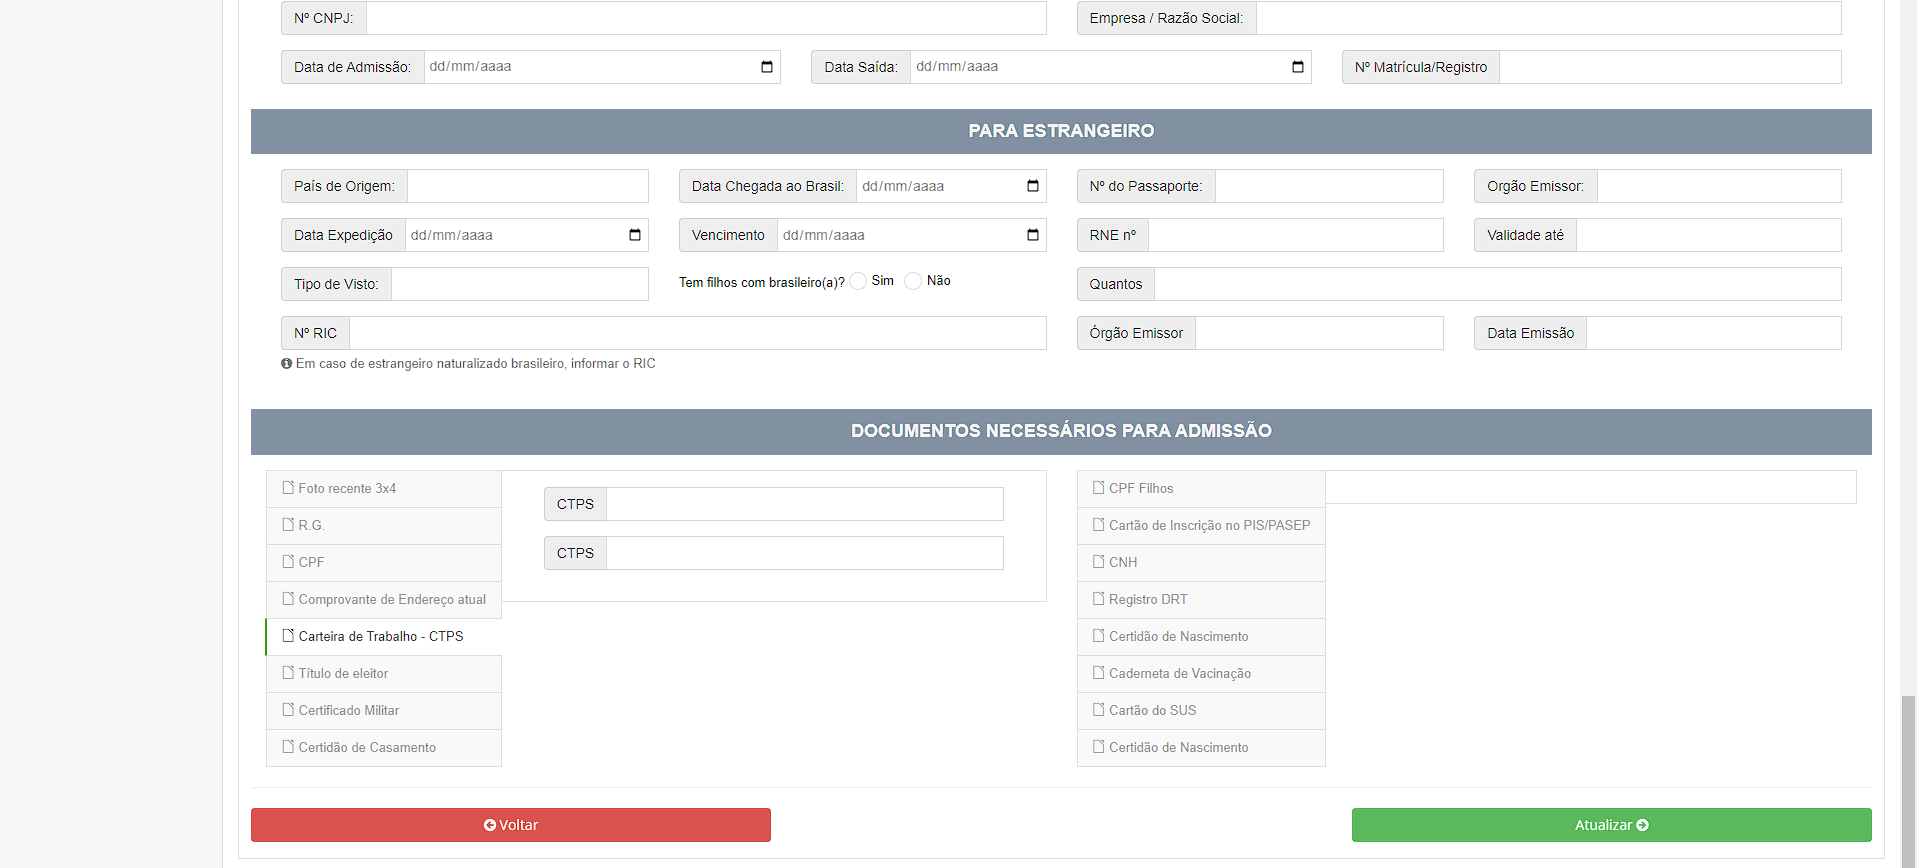 Nº CNPJ:
Empresa / Razão Social:
Data de Admissão: dd/mm/aaaa
Data Saída: dd/mm/aaaa
Nº Matrícula/Registro
PARA ESTRANGEIRO
País de Origem:
Data Chegada ao Brasil: dd/mm/aaaa
Nº do Passaporte:
Orgão Emissor:
Data Expedição dd/mm/aaaa
Vencimento dd/mm/aaaa
RNE nº
Validade até
Tipo de Visto:
Tem filhos com brasileiro(a)? Sim Não
Quantos
Nº RIC
Órgão Emissor
Data Emissão
Em caso de estrangeiro naturalizado brasileiro, informar o RIC
DOCUMENTOS NECESSÁRIOS PARA ADMISSÃO
Foto recente 3x4
R.G.
CPF
Comprovante de Endereço atual
Carteira de Trabalho - CTPS
Título de eleitor
Certificado Militar
Certidão de Casamento
CTPS
CTPS
CPF Filhos
Cartão de Inscrição no PIS/PASEP
CNH
Registro DRT
Certidão de Nascimento
Caderneta de Vacinação
Cartão do SUS
Certidão de Nascimento
Voltar
Atualizar